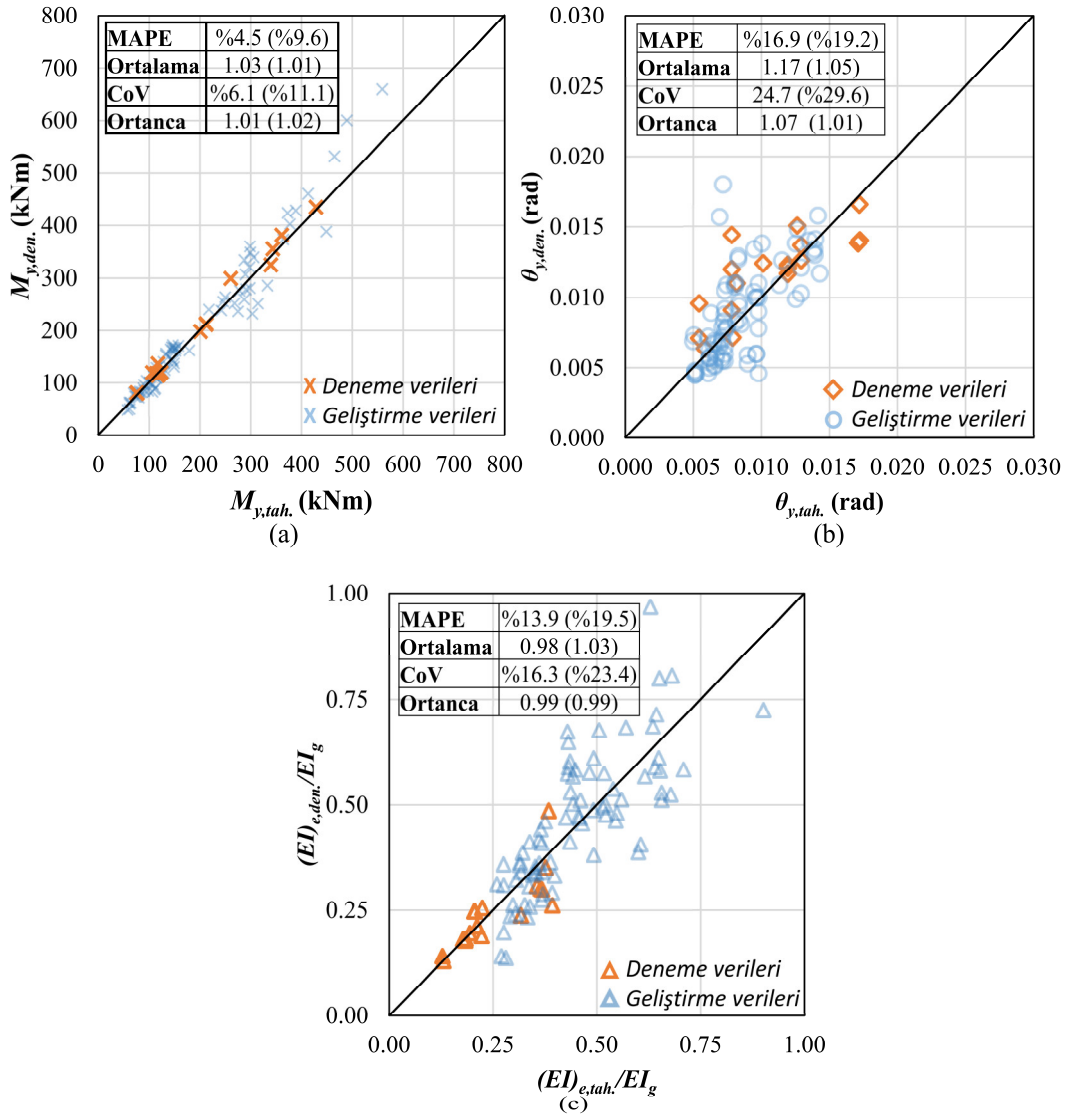 800
700
600
500
400
300
200
100
0
MAPE %4.5 (%9.6)
Ortalama 1.03 (1.01)
CoV %6.1 (%11.1)
Ortanca 1.01 (1.02)
M_y,den. (kNm)
Deneme verileri
Geliştirme verileri
0 100 200 300 400 500 600 700 800
M_y,tah. (kNm)
(a)
0.030
0.025
0.020
0.015
0.010
0.005
0.000
MAPE %16.9 (%19.2)
Ortalama 1.17 (1.05)
CoV 24.7 (%29.6)
Ortanca 1.07 (1.01)
θ_y,den. (rad)
Deneme verileri
Geliştirme verileri
0.000 0.005 0.010 0.015 0.020 0.025 0.030
θ_y,tah. (rad)
(b)
1.00
0.75
0.50
0.25
0.00
MAPE %13.9 (%19.5)
Ortalama 0.98 (1.03)
CoV %16.3 (%23.4)
Ortanca 0.99 (0.99)
(EI)_e,den./EI_g
Deneme verileri
Geliştirme verileri
0.00 0.25 0.50 0.75 1.00
(EI)_e,tah./EI_g
(c)